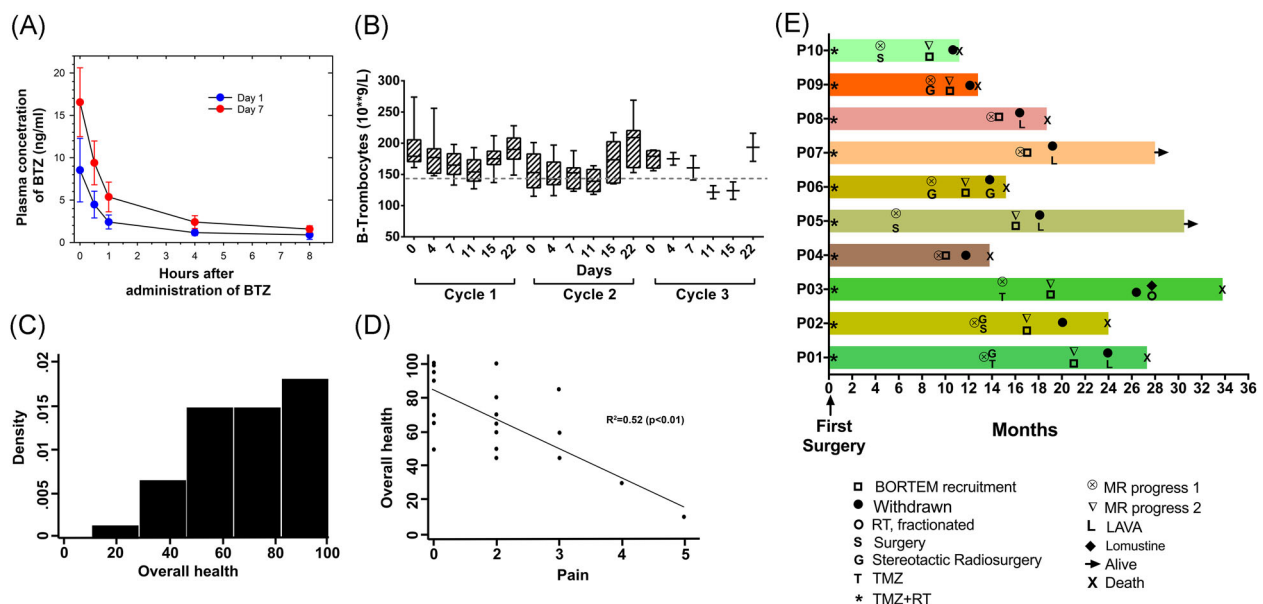 (A)
Plasma concetration
of BTZ (ng/ml)
20
15
10
5
0
Day 1
Day 7
0 1 2 3 4 5 6 7 8
Hours after
administration of BTZ
(B)
B-Trombocytes (10**9/L)
300
250
200
150
100
50
0 4 7 11 15 22 0 4 7 11 15 22 0 4 7 11 15 22
Days
Cycle 1 Cycle 2 Cycle 3
(C)
Density
.02
.015
.01
.005
0
0 20 40 60 80 100
Overall health
(D)
Overall health
100
80
60
40
20
0
R²=0.52 (p<0.01)
0 2 3 4 5
Pain
(E)
P10 * S X
P09 * G X
P08 * L X
P07 * L
P06 * G G X
P05 * S L
P04 * X
P03 * T X
P02 * G S X
P01 * G T L X
0 2 4 6 8 10 12 14 16 18 20 22 24 26 28 30 32 34 36
First
Surgery
Months
BORTEM recruitment
Withdrawn
RT, fractionated
S Surgery
G Stereotactic Radiosurgery
T TMZ
* TMZ+RT
MR progress 1
MR progress 2
L LAVA
Lomustine
Alive
X Death